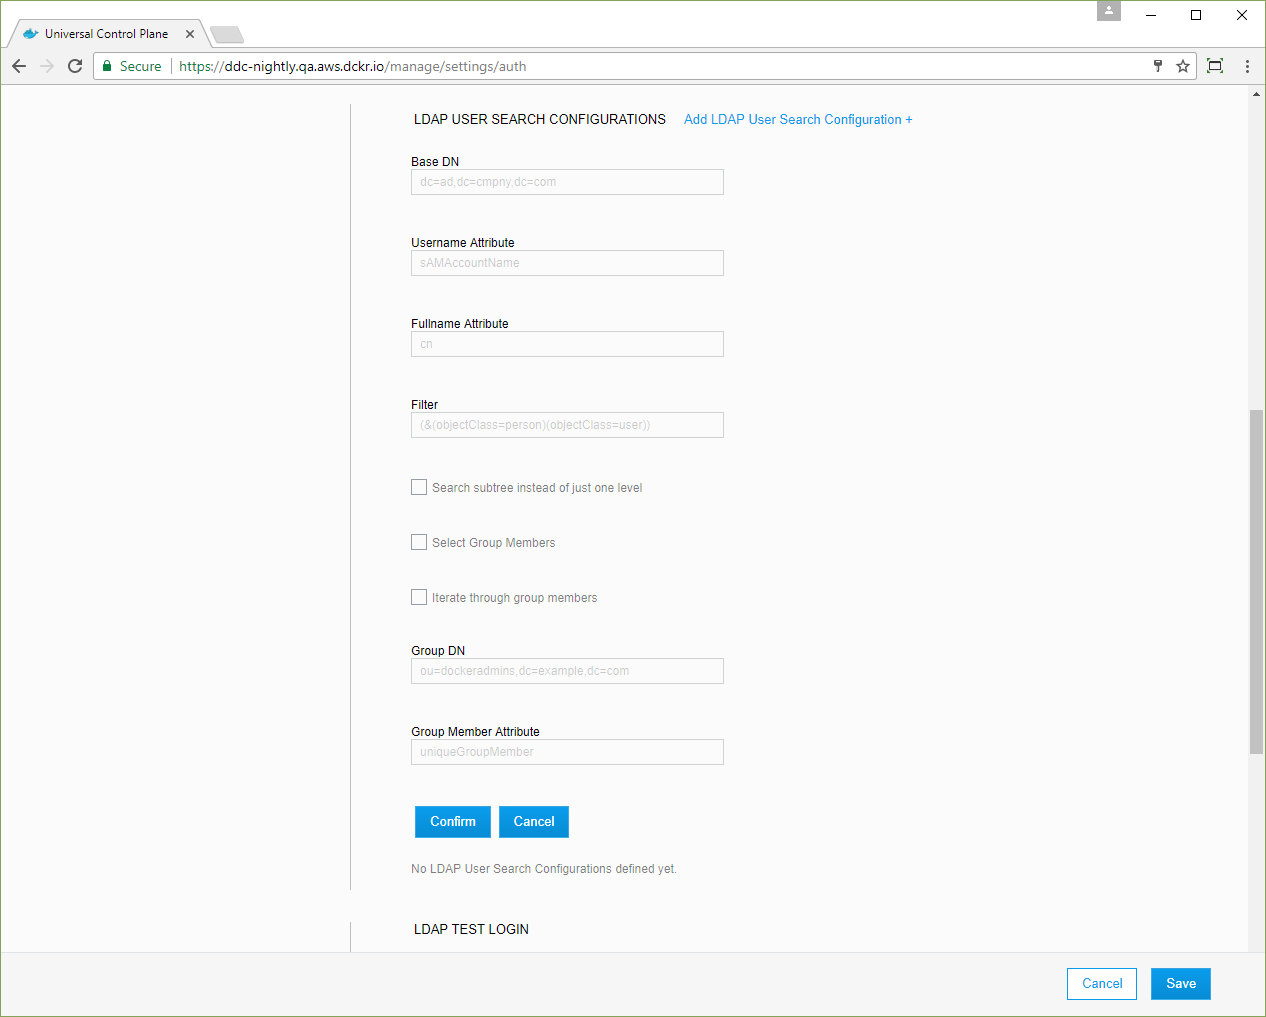 Universal Control Plane
Secure https://ddc-nightly.qa.aws.dckr.io/manage/settings/auth
LDAP USER SEARCH CONFIGURATIONS Add LDAP User Search Configuration +
Base DN
dc=ad,dc=cmpny,dc=com
Username Attribute
sAMAccountName
Fullname Attribute
cn
Filter
(&(objectClass=person)(objectClass=user))
Search subtree instead of just one level
Select Group Members
Iterate through group members
Group DN
ou=dockeradmins,dc=example,dc=com
Group Member Attribute
uniqueGroupMember
Confirm Cancel
No LDAP User Search Configurations defined yet.
LDAP TEST LOGIN
Cancel Save